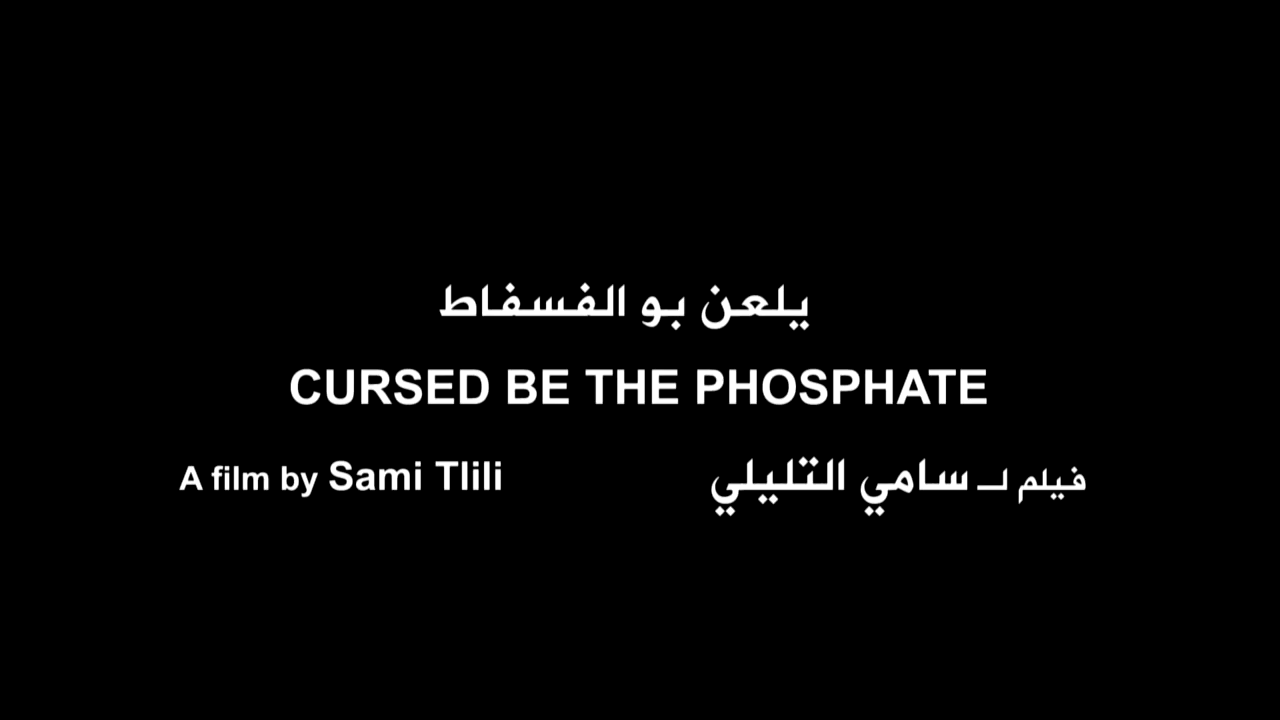 يلعن بو الفسفاط
CURSED BE THE PHOSPHATE
A film by Sami Tlili
فيلم لـ سامي التليلي